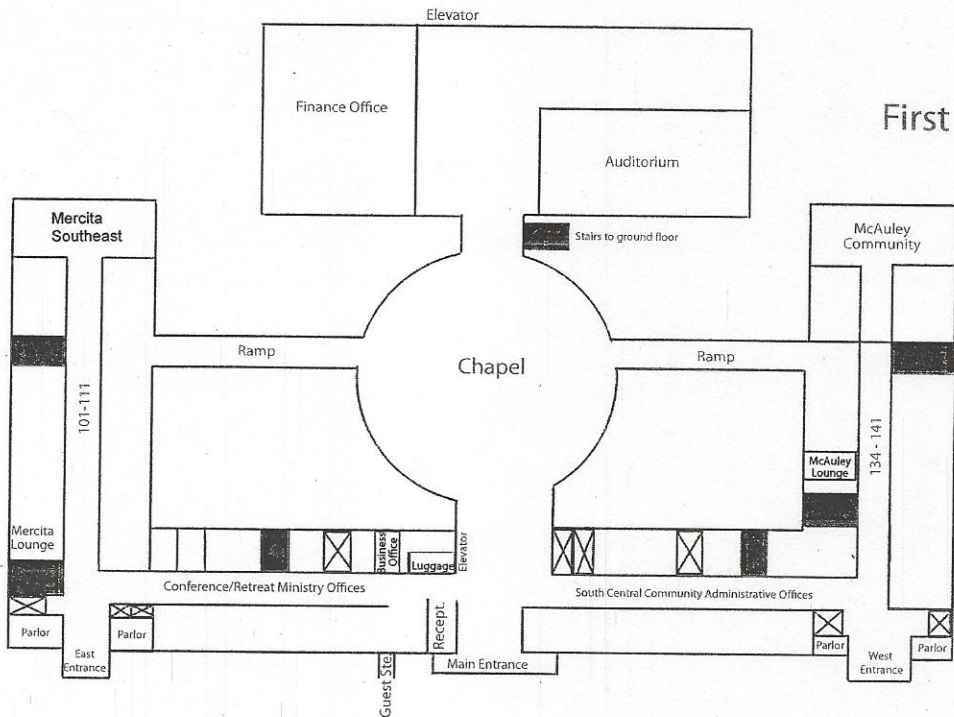 Elevator
First
Finance Office
Auditorium
Mercita
Southeast
Stairs to ground floor
McAuley
Community
Ramp
Chapel
Ramp
101-111
134 - 141
McAuley
Lounge
Mercita
Lounge
Business
Office
Luggage
Elevator
Conference/Retreat Ministry Offices
South Central Community Administrative Offices
Recept.
Parlor
Parlor
Parlor
Parlor
East
Entrance
Main Entrance
West
Entrance
Guest Ste.